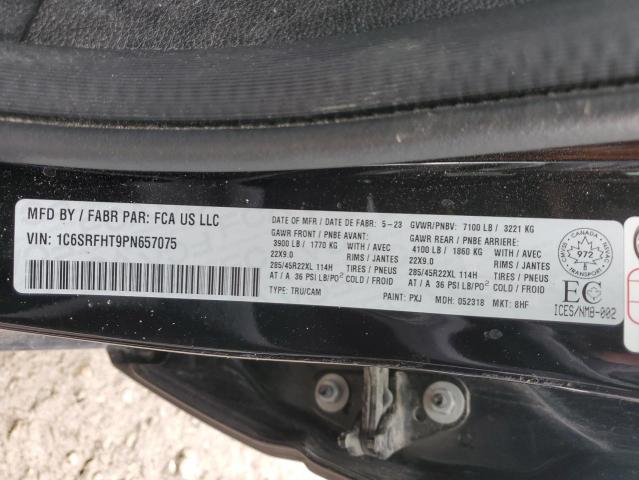 MFD BY / FABR PAR: FCA US LLC
VIN: 1C6SRFHT9PN657075
DATE OF MFR / DATE DE FABR: 5-23
GAWR FRONT / PNBE AVANT:
3900 LB / 1770 KG WITH / AVEC
22X9.0 RIMS / JANTES
285/45R22XL 114H TIRES / PNEUS
AT / A 36 PSI LB/PO² COLD / FROID
TYPE: TRU/CAM
GVWR/PNBV: 7100 LB / 3221 KG
GAWR REAR / PNBE ARRIERE:
4100 LB / 1860 KG WITH / AVEC
22X9.0 RIMS / JANTES
285/45R22XL 114H TIRES / PNEUS
AT / A 36 PSI LB/PO² COLD / FROID
PAINT: PXJ MDH: 052318 MKT: 8HF
CMVSS NSVAC
972
TRANSPORT
EC
ICES/NMB-002